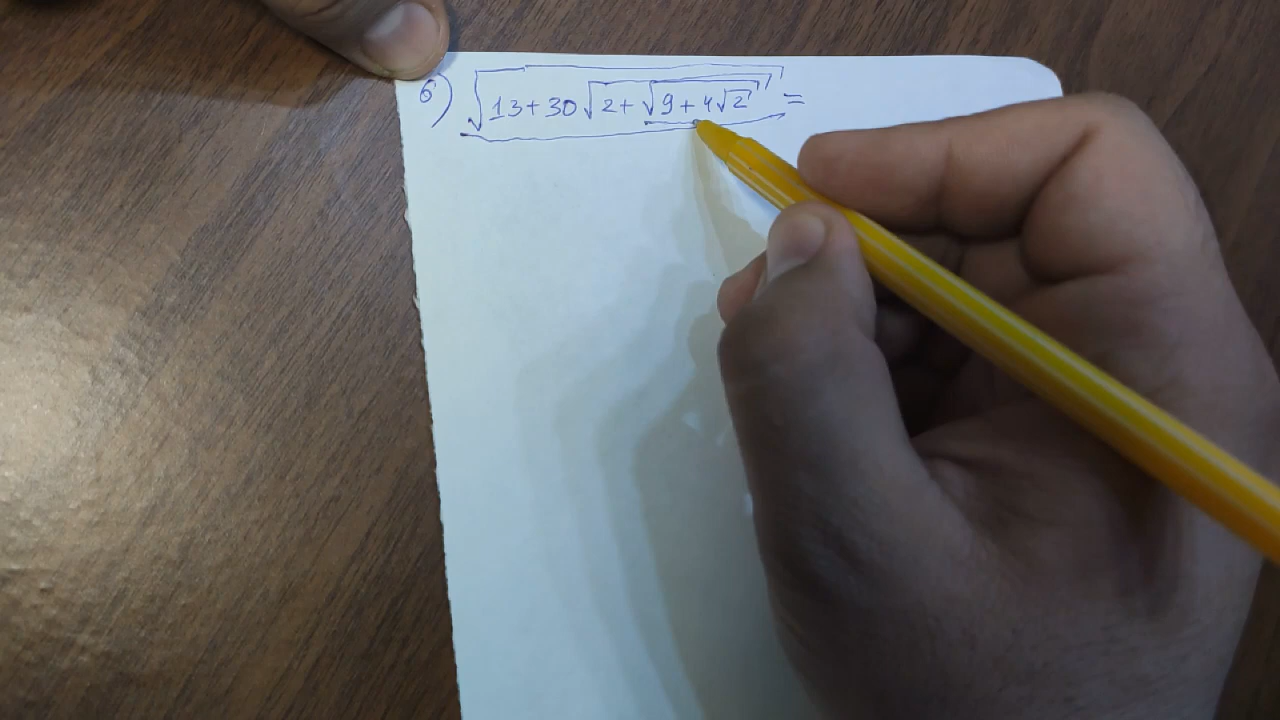 б) √(13+30√(2+√(9+4√2))) =